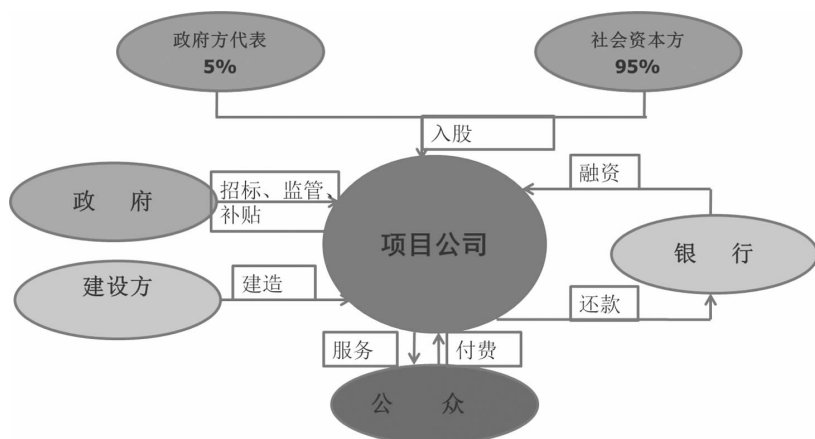 政府方代表
5%
社会资本方
95%
入股
融资
政 府
招标、监管、
补贴
项目公司
银 行
建设方
建造
还款
服务
付费
公 众